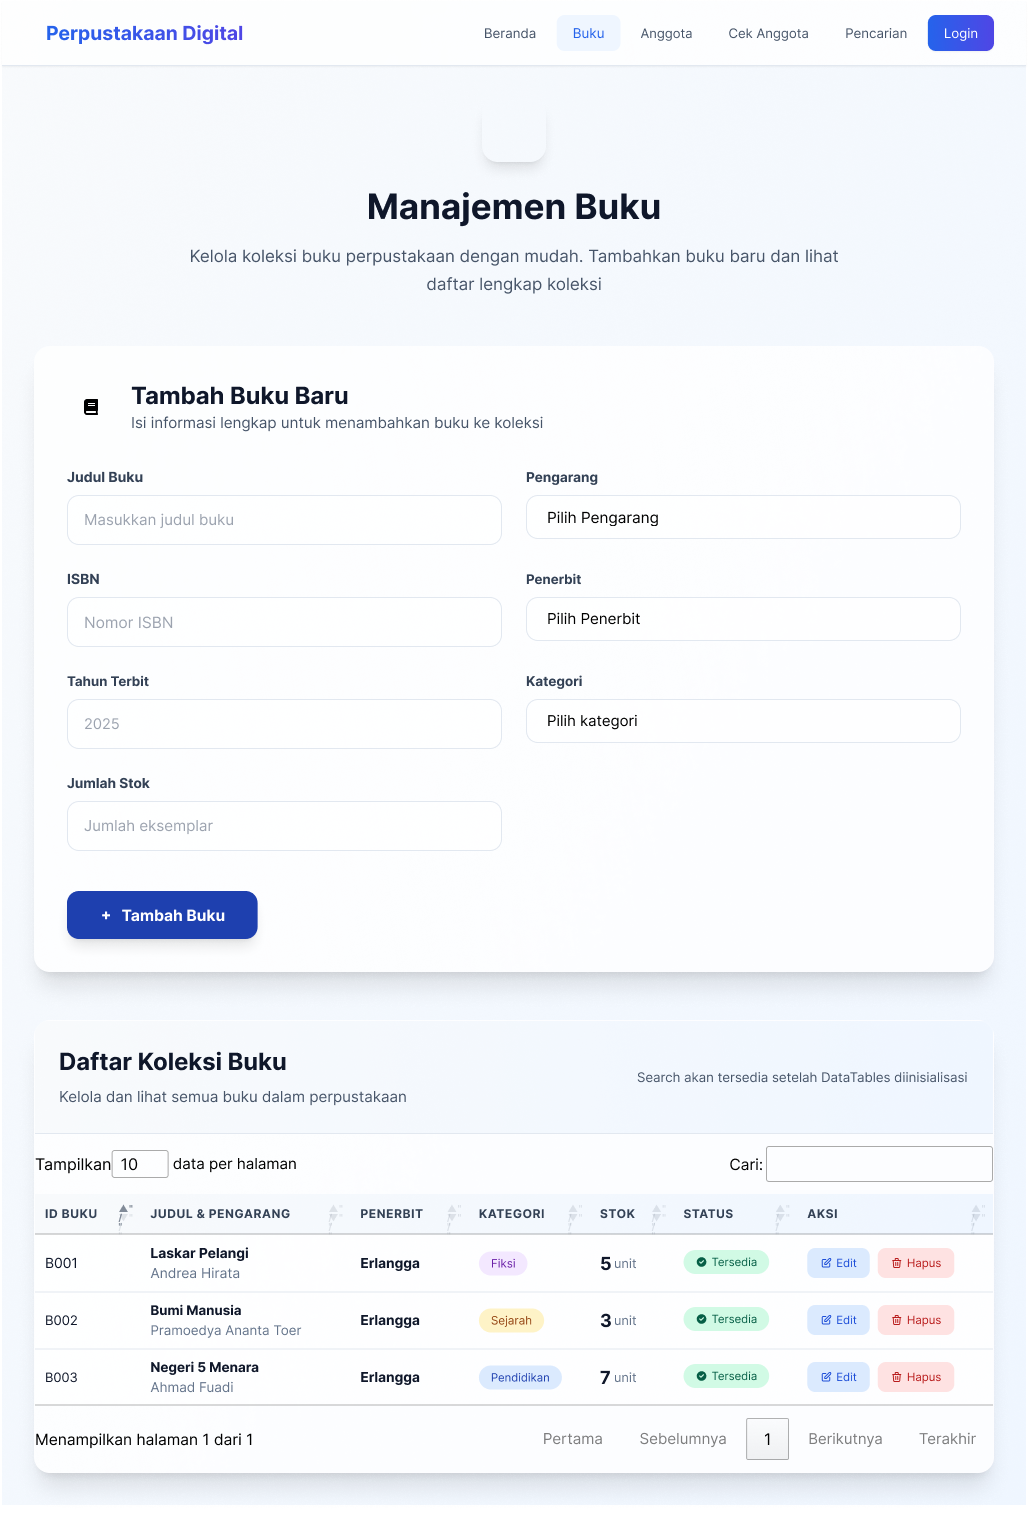 Perpustakaan Digital
Beranda
Buku
Anggota
Cek Anggota
Pencarian
Login
Manajemen Buku
Kelola koleksi buku perpustakaan dengan mudah. Tambahkan buku baru dan lihat
daftar lengkap koleksi
Tambah Buku Baru
Isi informasi lengkap untuk menambahkan buku ke koleksi
Judul Buku
Masukkan judul buku
Pengarang
Pilih Pengarang
ISBN
Nomor ISBN
Penerbit
Pilih Penerbit
Tahun Terbit
2025
Kategori
Pilih kategori
Jumlah Stok
Jumlah eksemplar
+ Tambah Buku
Daftar Koleksi Buku
Kelola dan lihat semua buku dalam perpustakaan
Search akan tersedia setelah DataTables diinisialisasi
Tampilkan 10 data per halaman
Cari:
ID BUKU JUDUL & PENGARANG PENERBIT KATEGORI STOK STATUS AKSI
B001 Laskar Pelangi Erlangga Fiksi 5 unit Tersedia Edit Hapus
Andrea Hirata
B002 Bumi Manusia Erlangga Sejarah 3 unit Tersedia Edit Hapus
Pramoedya Ananta Toer
B003 Negeri 5 Menara Erlangga Pendidikan 7 unit Tersedia Edit Hapus
Ahmad Fuadi
Menampilkan halaman 1 dari 1
Pertama Sebelumnya 1 Berikutnya Terakhir